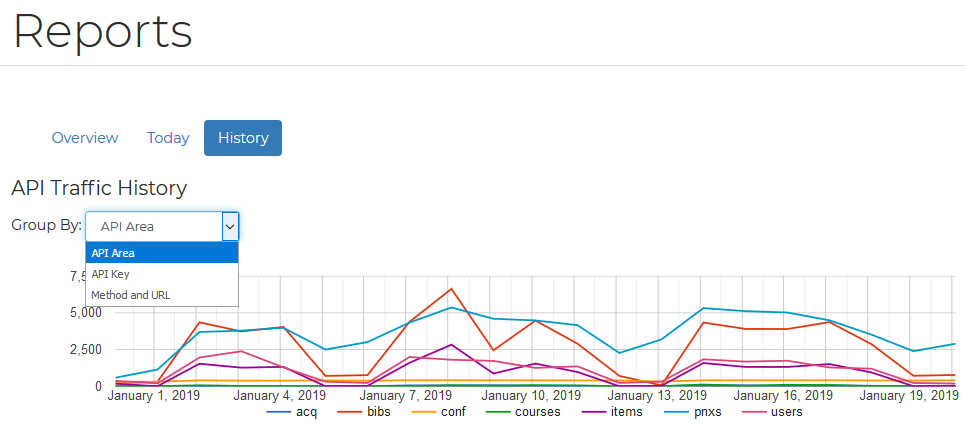 Reports
Overview Today History
API Traffic History
Group By: API Area
API Area
API Key
Method and URL
5,000
2,500
0
January 1, 2019 January 4, 2019 January 7, 2019 January 10, 2019 January 13, 2019 January 16, 2019 January 19, 2019
acq bibs conf courses items pnxs users